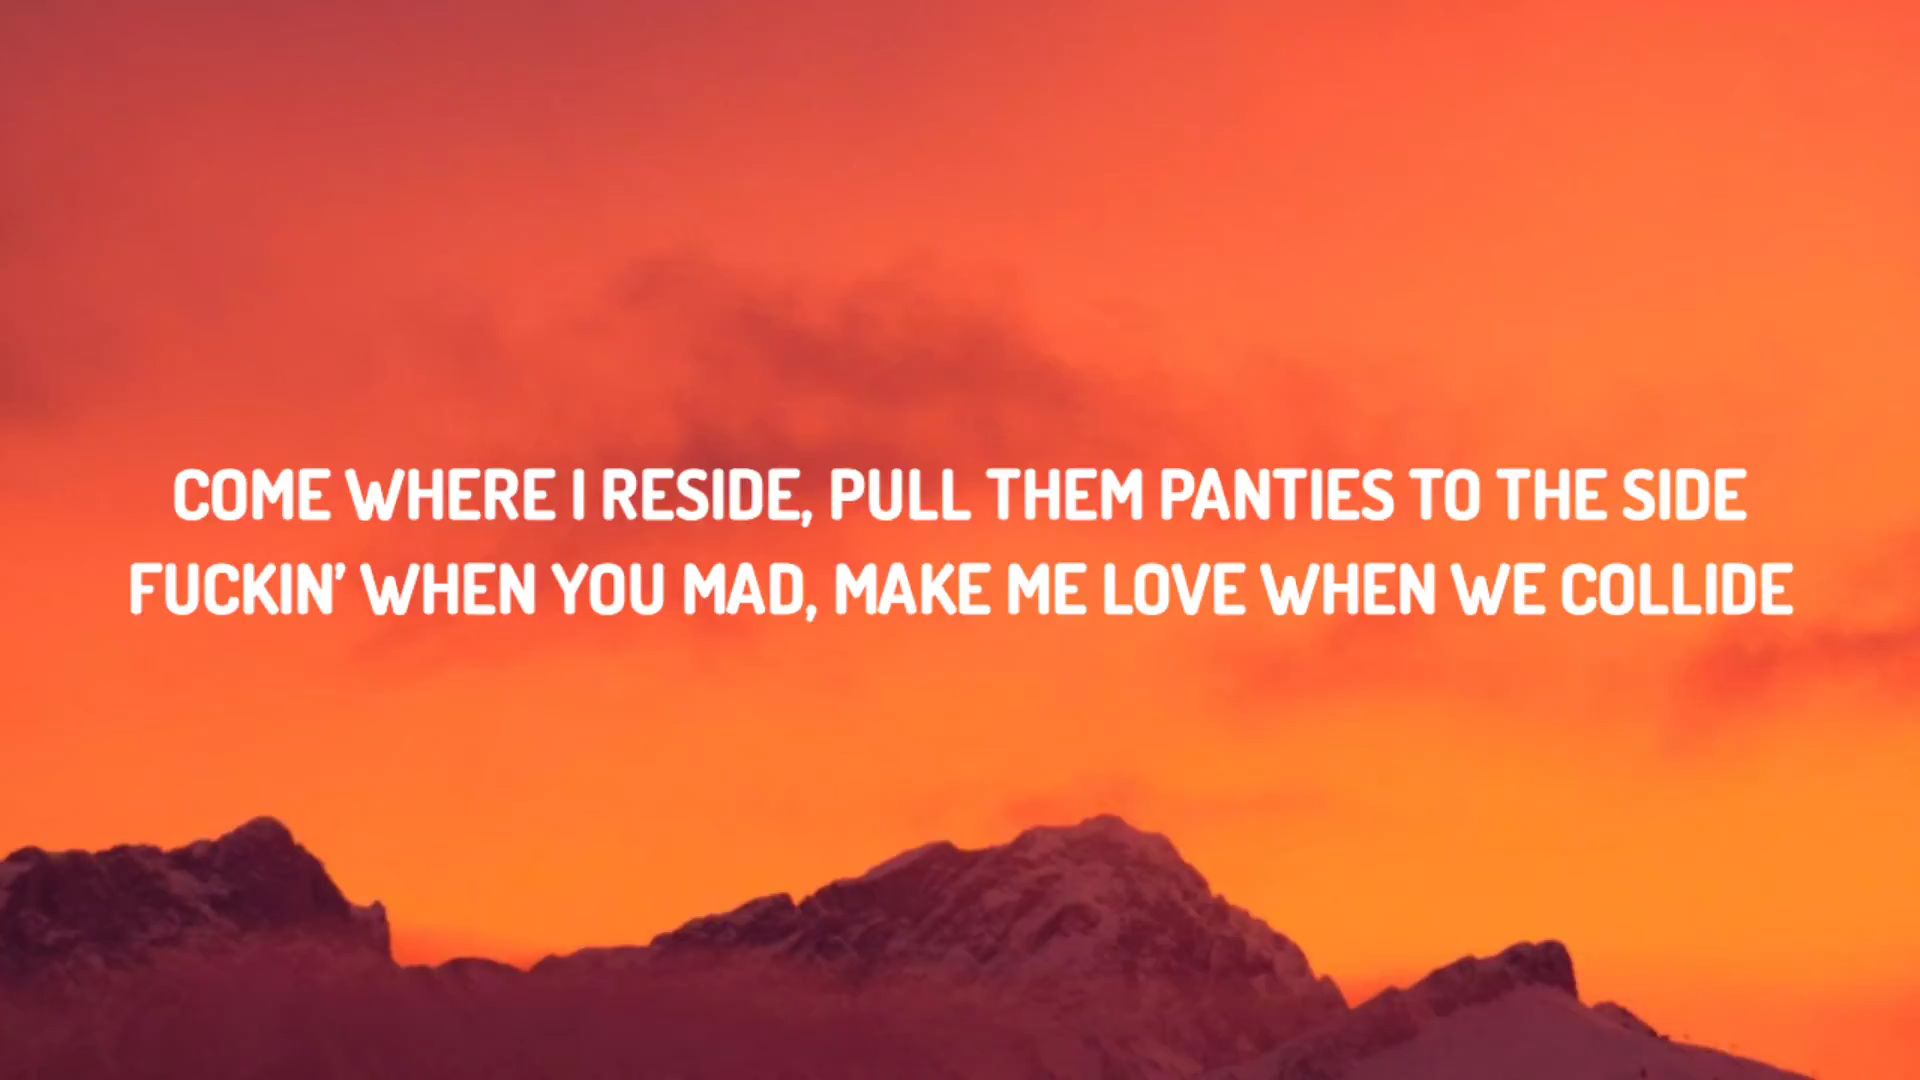 COME WHERE I RESIDE, PULL THEM PANTIES TO THE SIDE
FUCKIN' WHEN YOU MAD, MAKE ME LOVE WHEN WE COLLIDE